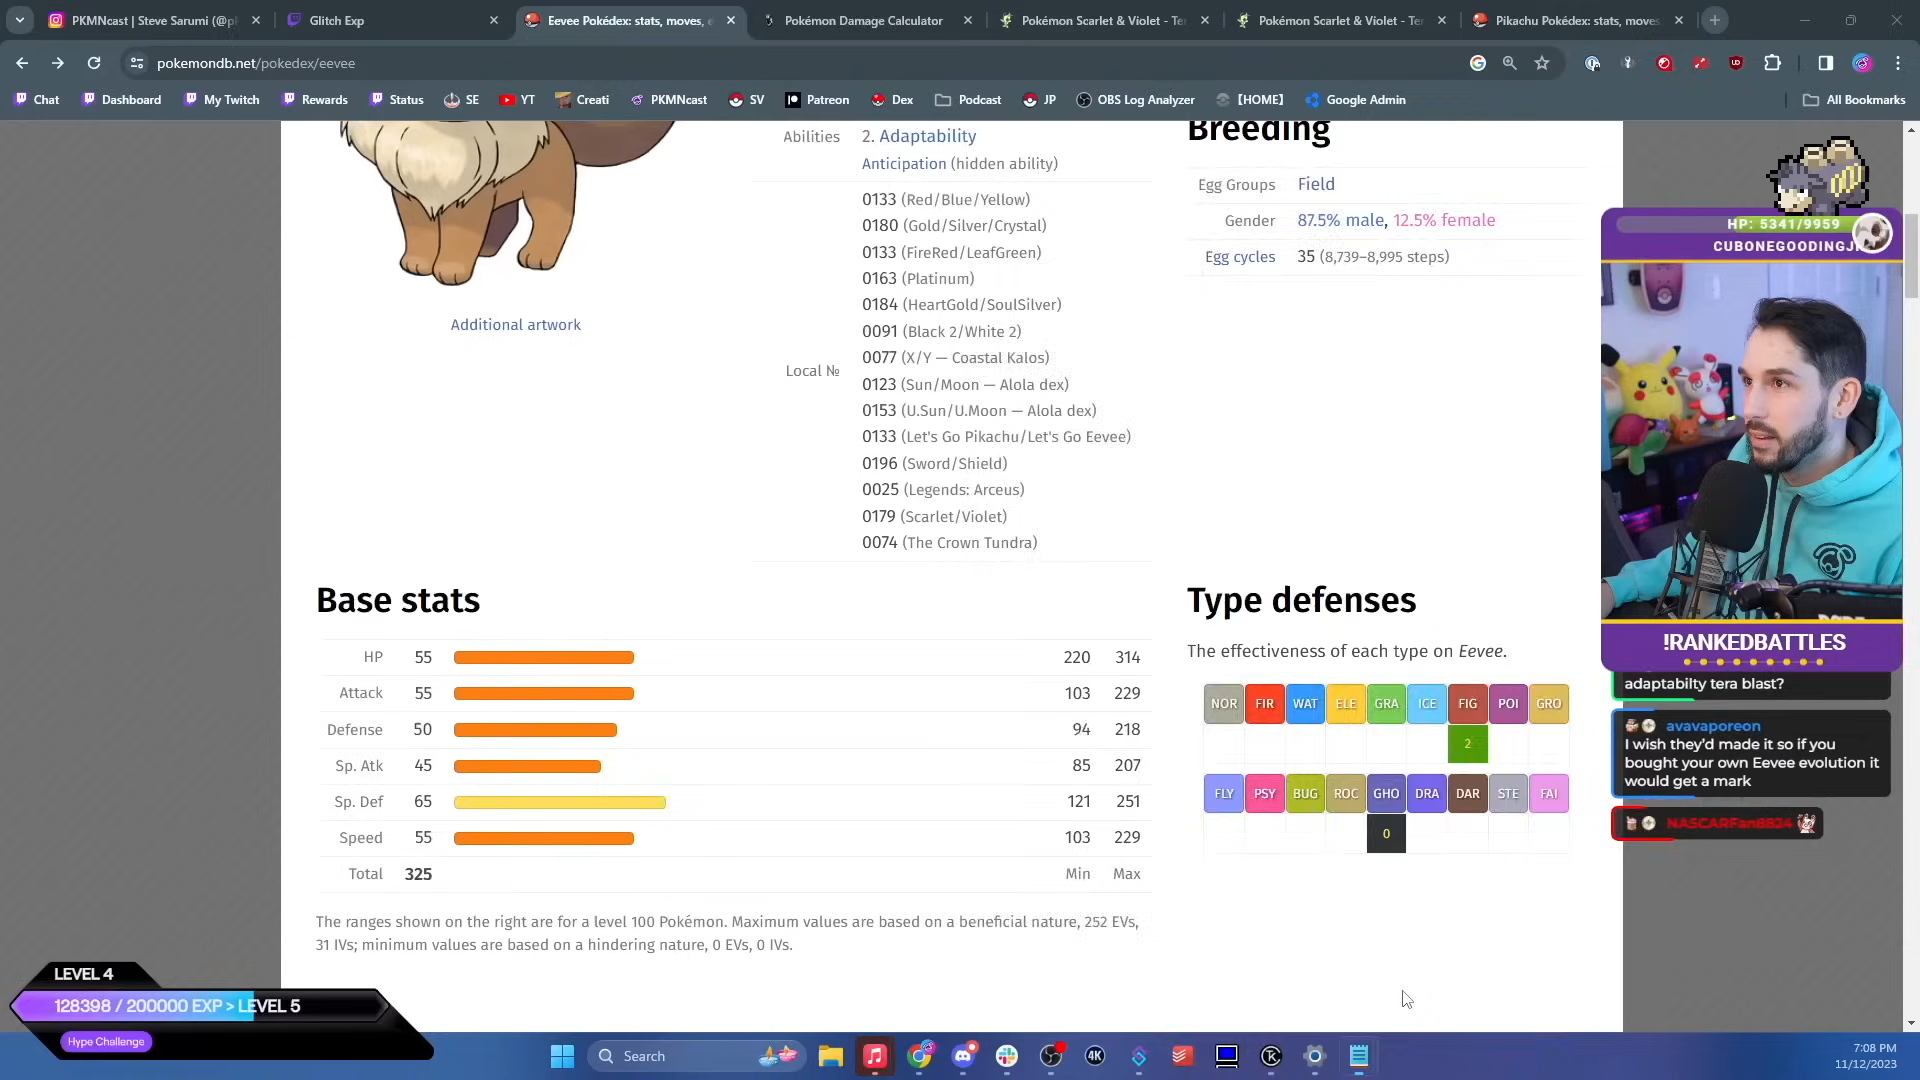 PKMNcast | Steve Sarumi (@pk
Glitch Exp
Eevee Pokédex: stats, moves, e
Pokémon Damage Calculator
Pokémon Scarlet & Violet - Ter
Pokémon Scarlet & Violet - Ter
Pikachu Pokédex: stats, moves
pokemondb.net/pokedex/eevee
Chat
Dashboard
My Twitch
Rewards
Status
SE
YT
Creati
PKMNcast
SV
Patreon
Dex
Podcast
JP
OBS Log Analyzer
【HOME】
Google Admin
All Bookmarks
Abilities
2. Adaptability
Anticipation (hidden ability)
Local №
0133 (Red/Blue/Yellow)
0180 (Gold/Silver/Crystal)
0133 (FireRed/LeafGreen)
0163 (Platinum)
0184 (HeartGold/SoulSilver)
0091 (Black 2/White 2)
0077 (X/Y — Coastal Kalos)
0123 (Sun/Moon — Alola dex)
0153 (U.Sun/U.Moon — Alola dex)
0133 (Let's Go Pikachu/Let's Go Eevee)
0196 (Sword/Shield)
0025 (Legends: Arceus)
0179 (Scarlet/Violet)
0074 (The Crown Tundra)
Additional artwork
Breeding
Egg Groups Field
Gender 87.5% male, 12.5% female
Egg cycles 35 (8,739–8,995 steps)
Base stats
HP 55 220 314
Attack 55 103 229
Defense 50 94 218
Sp. Atk 45 85 207
Sp. Def 65 121 251
Speed 55 103 229
Total 325 Min Max
The ranges shown on the right are for a level 100 Pokémon. Maximum values are based on a beneficial nature, 252 EVs,
31 IVs; minimum values are based on a hindering nature, 0 EVs, 0 IVs.
Type defenses
The effectiveness of each type on Eevee.
NOR FIR WAT ELE GRA ICE FIG POI GRO
2
FLY PSY BUG ROC GHO DRA DAR STE FAI
0
HP: 5341/9959
CUBONEGOODINGJR
!RANKEDBATTLES
adaptabilty tera blast?
avavaporeon
I wish they'd made it so if you
bought your own Eevee evolution it
would get a mark
NASCARFan8824
LEVEL 4
128398 / 200000 EXP > LEVEL 5
Hype Challenge
Search
4K
7:08 PM
11/12/2023